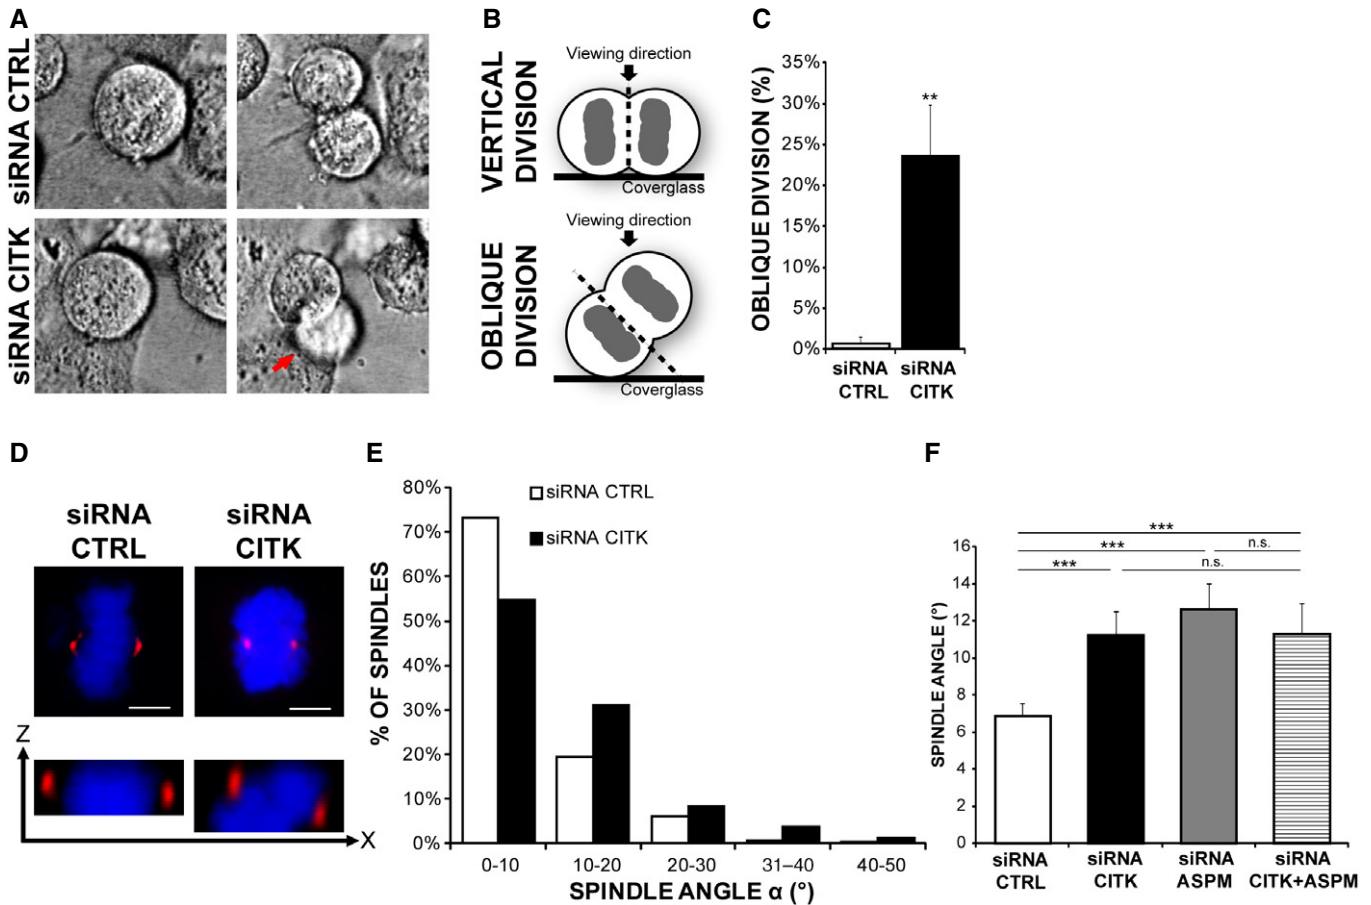 A
siRNA CTRL
siRNA CITK
B
VERTICAL
DIVISION
Viewing direction
Coverglass
OBLIQUE
DIVISION
Viewing direction
Coverglass
C
OBLIQUE DIVISION (%)
35%
30%
25%
20%
15%
10%
5%
0%
**
siRNA
CTRL
siRNA
CITK
D
siRNA
CTRL
siRNA
CITK
Z
X
E
% OF SPINDLES
80%
70%
60%
50%
40%
30%
20%
10%
0%
siRNA CTRL
siRNA CITK
0-10
10-20
20-30
31–40
40-50
SPINDLE ANGLE α (°)
F
SPINDLE ANGLE (°)
16
14
12
10
8
6
4
2
0
***
***
n.s.
***
n.s.
siRNA
CTRL
siRNA
CITK
siRNA
ASPM
siRNA
CITK+ASPM